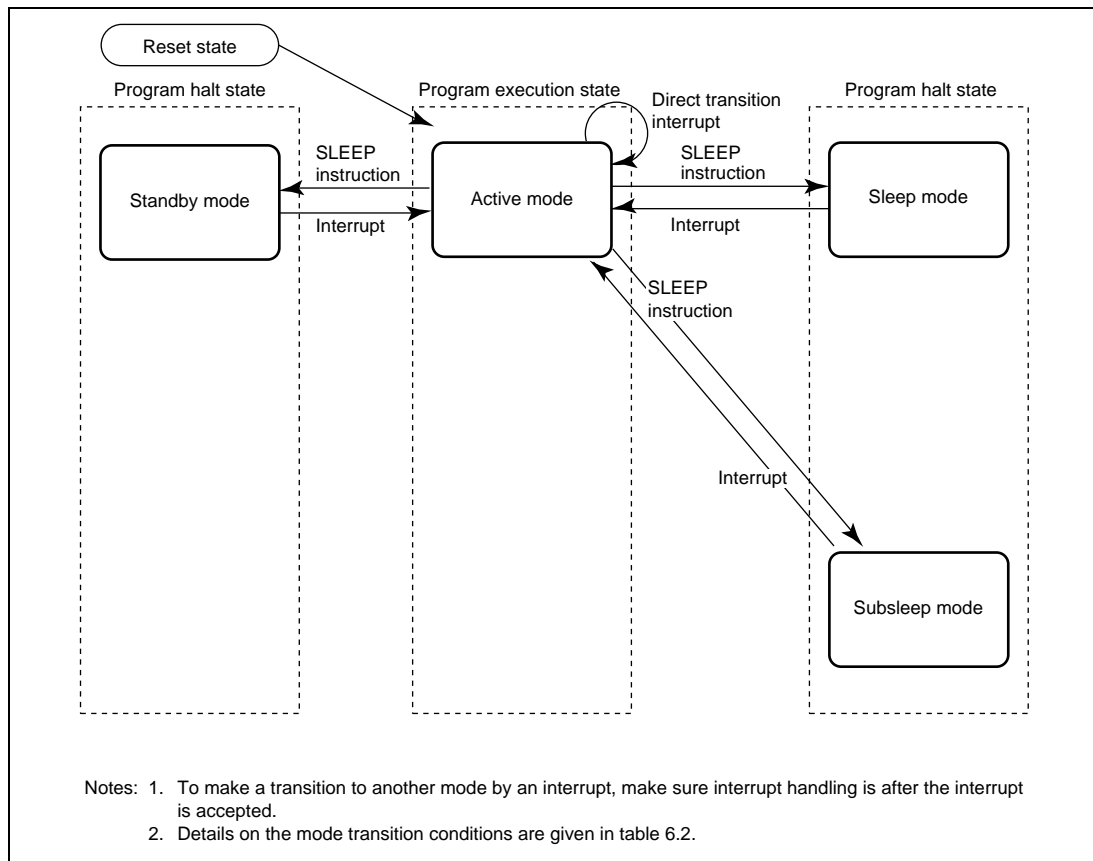 Reset state
Program halt state
Program execution state
Program halt state
Direct transition
interrupt
Standby mode
SLEEP
instruction
Interrupt
Active mode
SLEEP
instruction
Interrupt
Sleep mode
SLEEP
instruction
Interrupt
Subsleep mode
Notes: 1. To make a transition to another mode by an interrupt, make sure interrupt handling is after the interrupt
is accepted.
2. Details on the mode transition conditions are given in table 6.2.